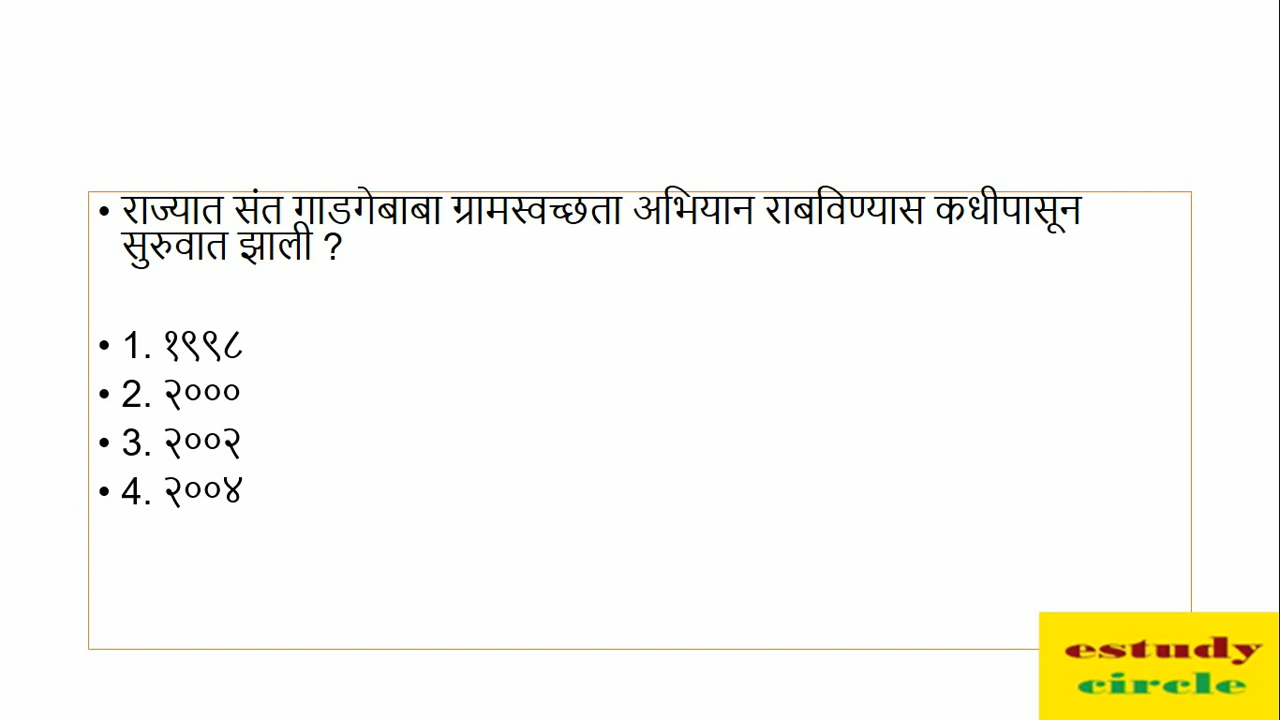 • राज्यात संत गाडगेबाबा ग्रामस्वच्छता अभियान राबविण्यास कधीपासून
सुरुवात झाली ?
• 1. १९९८
• 2. २०००
• 3. २००२
• 4. २००४
estudy
circle